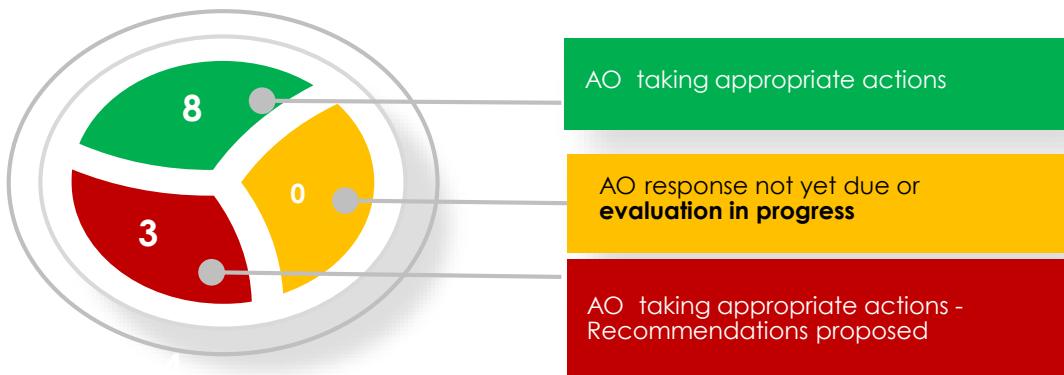 8
AO taking appropriate actions
0
AO response not yet due or
evaluation in progress
3
AO taking appropriate actions -
Recommendations proposed